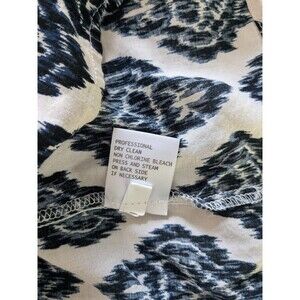 PROFESSIONAL
DRY CLEAN
NON CHLORINE BLEACH
PRESS AND STEAM
ON BACK SIDE
IF NECESSARY